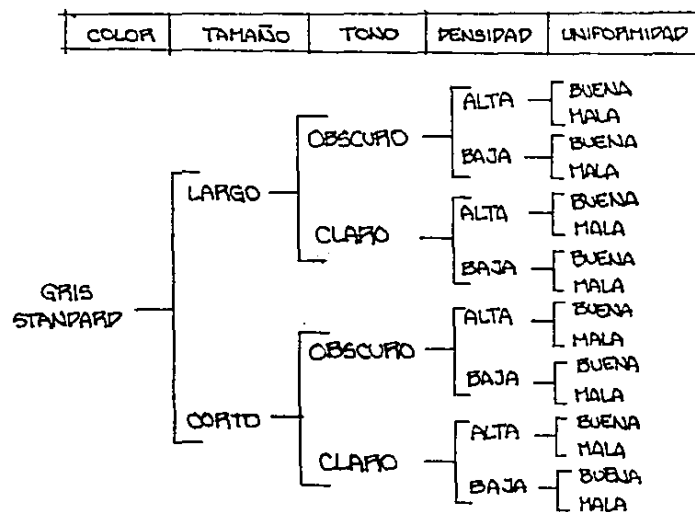 COLOR TAMAÑO TONO DENSIDAD UNIFORMIDAD
ALTA BUENA
MALA
OBSCURO
BAJA BUENA
MALA
LARGO
ALTA BUENA
MALA
CLARO
BAJA BUENA
MALA
GRIS
STANDARD
ALTA BUENA
MALA
OBSCURO
BAJA BUENA
MALA
CORTO
ALTA BUENA
MALA
CLARO
BAJA BUENA
MALA